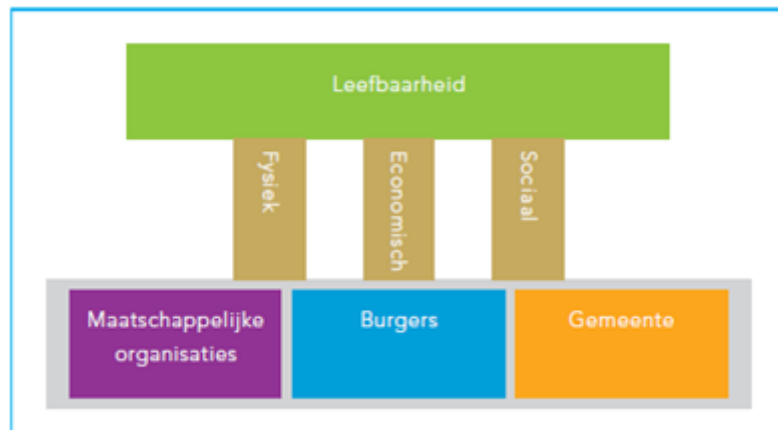 Leefbaarheid
Fysiek
Economisch
Sociaal
Maatschappelijke
organisaties
Burgers
Gemeente